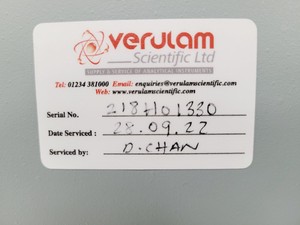 verulam
Scientific Ltd
SUPPLY & SERVICE OF ANALYTICAL INSTRUMENTS
Tel: 01234 381000 Email: enquiries@verulamscientific.com
Web: www.verulamscientific.com
Serial No. 218H01330
Date Serviced : 28.09.22
Serviced by: D.CHAN